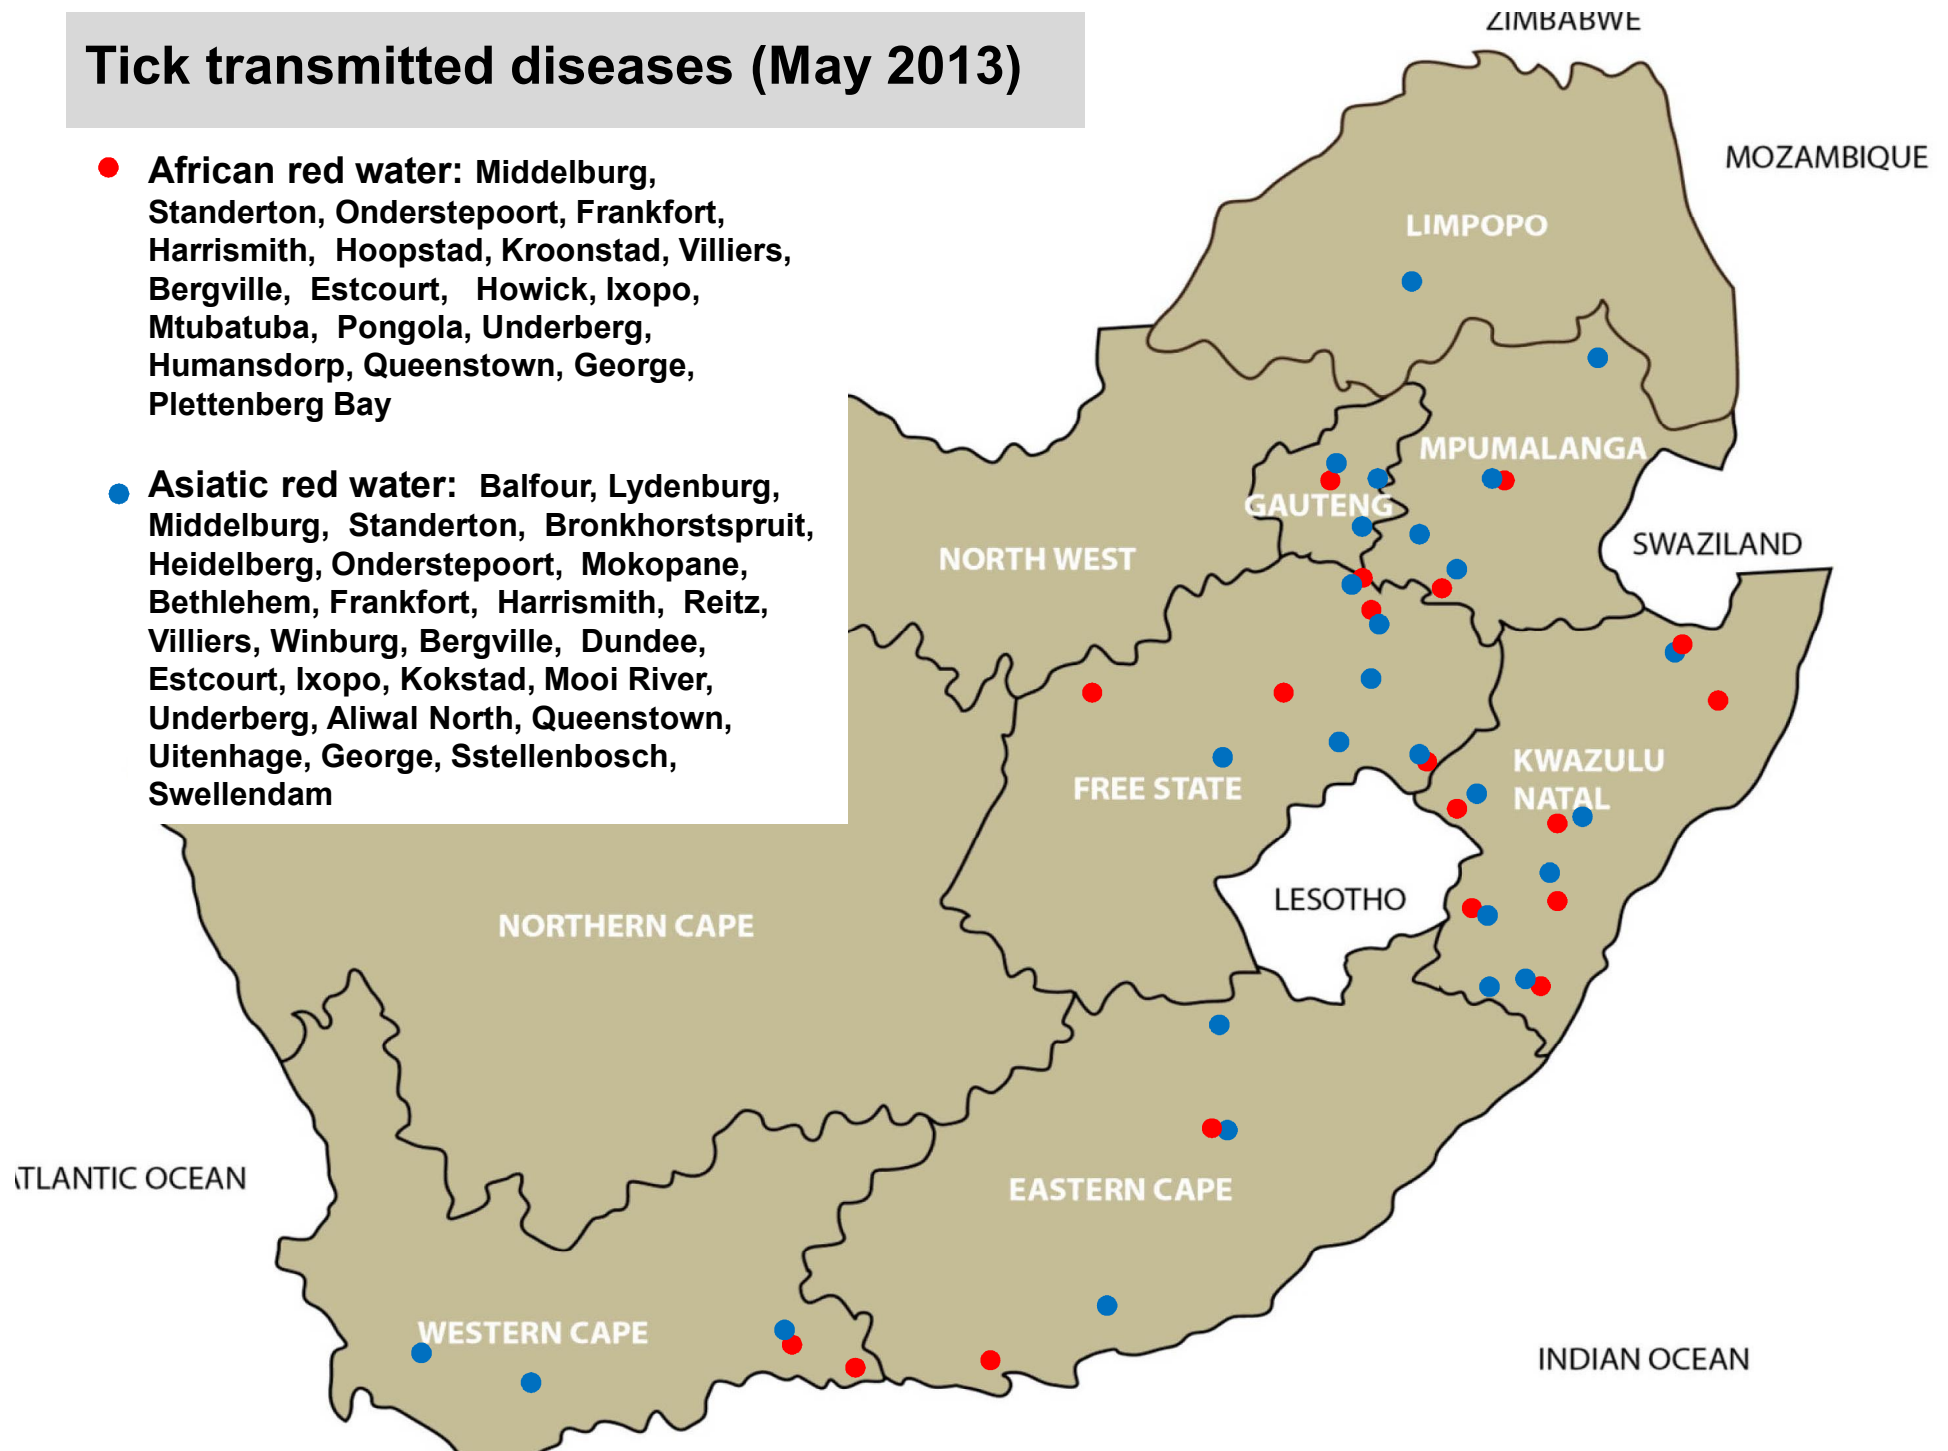 Tick transmitted diseases (May 2013)
African red water: Middelburg,
Standerton, Onderstepoort, Frankfort,
Harrismith, Hoopstad, Kroonstad, Villiers,
Bergville, Estcourt, Howick, Ixopo,
Mtubatuba, Pongola, Underberg,
Humansdorp, Queenstown, George,
Plettenberg Bay
Asiatic red water: Balfour, Lydenburg,
Middelburg, Standerton, Bronkhorstspruit,
Heidelberg, Onderstepoort, Mokopane,
Bethlehem, Frankfort, Harrismith, Reitz,
Villiers, Winburg, Bergville, Dundee,
Estcourt, Ixopo, Kokstad, Mooi River,
Underberg, Aliwal North, Queenstown,
Uitenhage, George, Sstellenbosch,
Swellendam
ZIMBABWE
MOZAMBIQUE
LIMPOPO
MPUMALANGA
GAUTENG
NORTH WEST
SWAZILAND
KWAZULU
NATAL
FREE STATE
LESOTHO
NORTHERN CAPE
TLANTIC OCEAN
EASTERN CAPE
WESTERN CAPE
INDIAN OCEAN